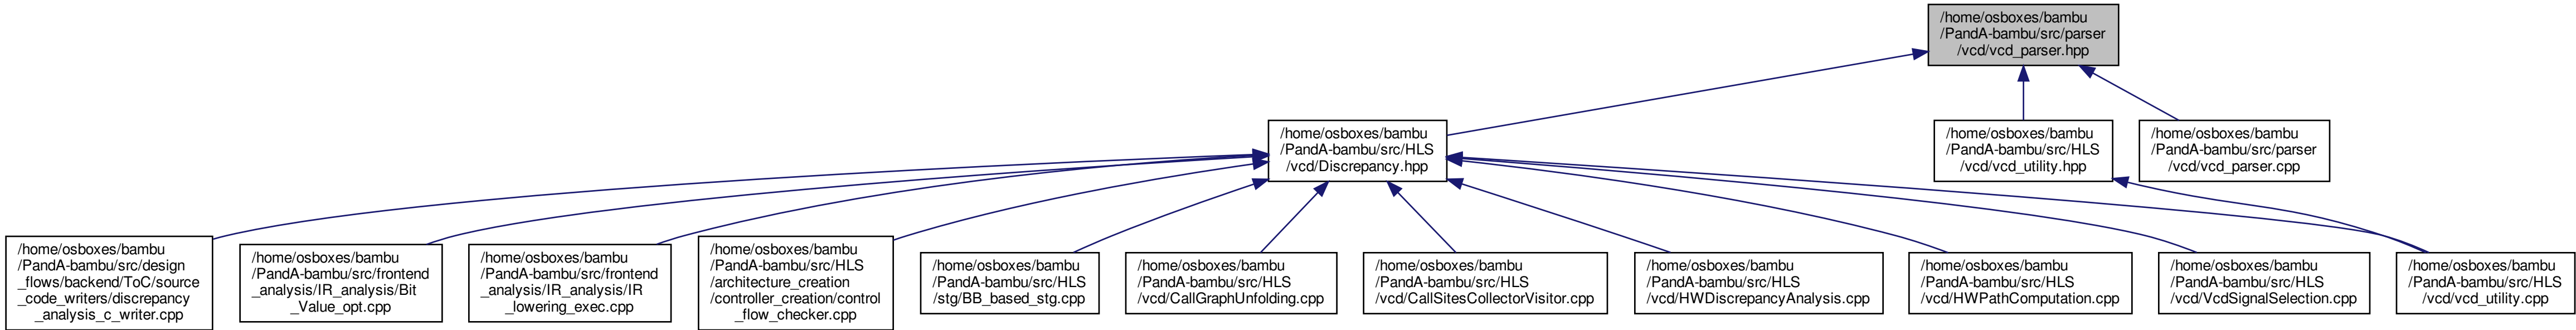 /home/osboxes/bambu
/PandA-bambu/src/parser
/vcd/vcd_parser.hpp
/home/osboxes/bambu
/PandA-bambu/src/HLS
/vcd/Discrepancy.hpp
/home/osboxes/bambu
/PandA-bambu/src/HLS
/vcd/vcd_utility.hpp
/home/osboxes/bambu
/PandA-bambu/src/parser
/vcd/vcd_parser.cpp
/home/osboxes/bambu
/PandA-bambu/src/design
_flows/backend/ToC/source
_code_writers/discrepancy
_analysis_c_writer.cpp
/home/osboxes/bambu
/PandA-bambu/src/frontend
_analysis/IR_analysis/Bit
_Value_opt.cpp
/home/osboxes/bambu
/PandA-bambu/src/frontend
_analysis/IR_analysis/IR
_lowering_exec.cpp
/home/osboxes/bambu
/PandA-bambu/src/HLS
/architecture_creation
/controller_creation/control
_flow_checker.cpp
/home/osboxes/bambu
/PandA-bambu/src/HLS
/stg/BB_based_stg.cpp
/home/osboxes/bambu
/PandA-bambu/src/HLS
/vcd/CallGraphUnfolding.cpp
/home/osboxes/bambu
/PandA-bambu/src/HLS
/vcd/CallSitesCollectorVisitor.cpp
/home/osboxes/bambu
/PandA-bambu/src/HLS
/vcd/HWDiscrepancyAnalysis.cpp
/home/osboxes/bambu
/PandA-bambu/src/HLS
/vcd/HWPathComputation.cpp
/home/osboxes/bambu
/PandA-bambu/src/HLS
/vcd/VcdSignalSelection.cpp
/home/osboxes/bambu
/PandA-bambu/src/HLS
/vcd/vcd_utility.cpp